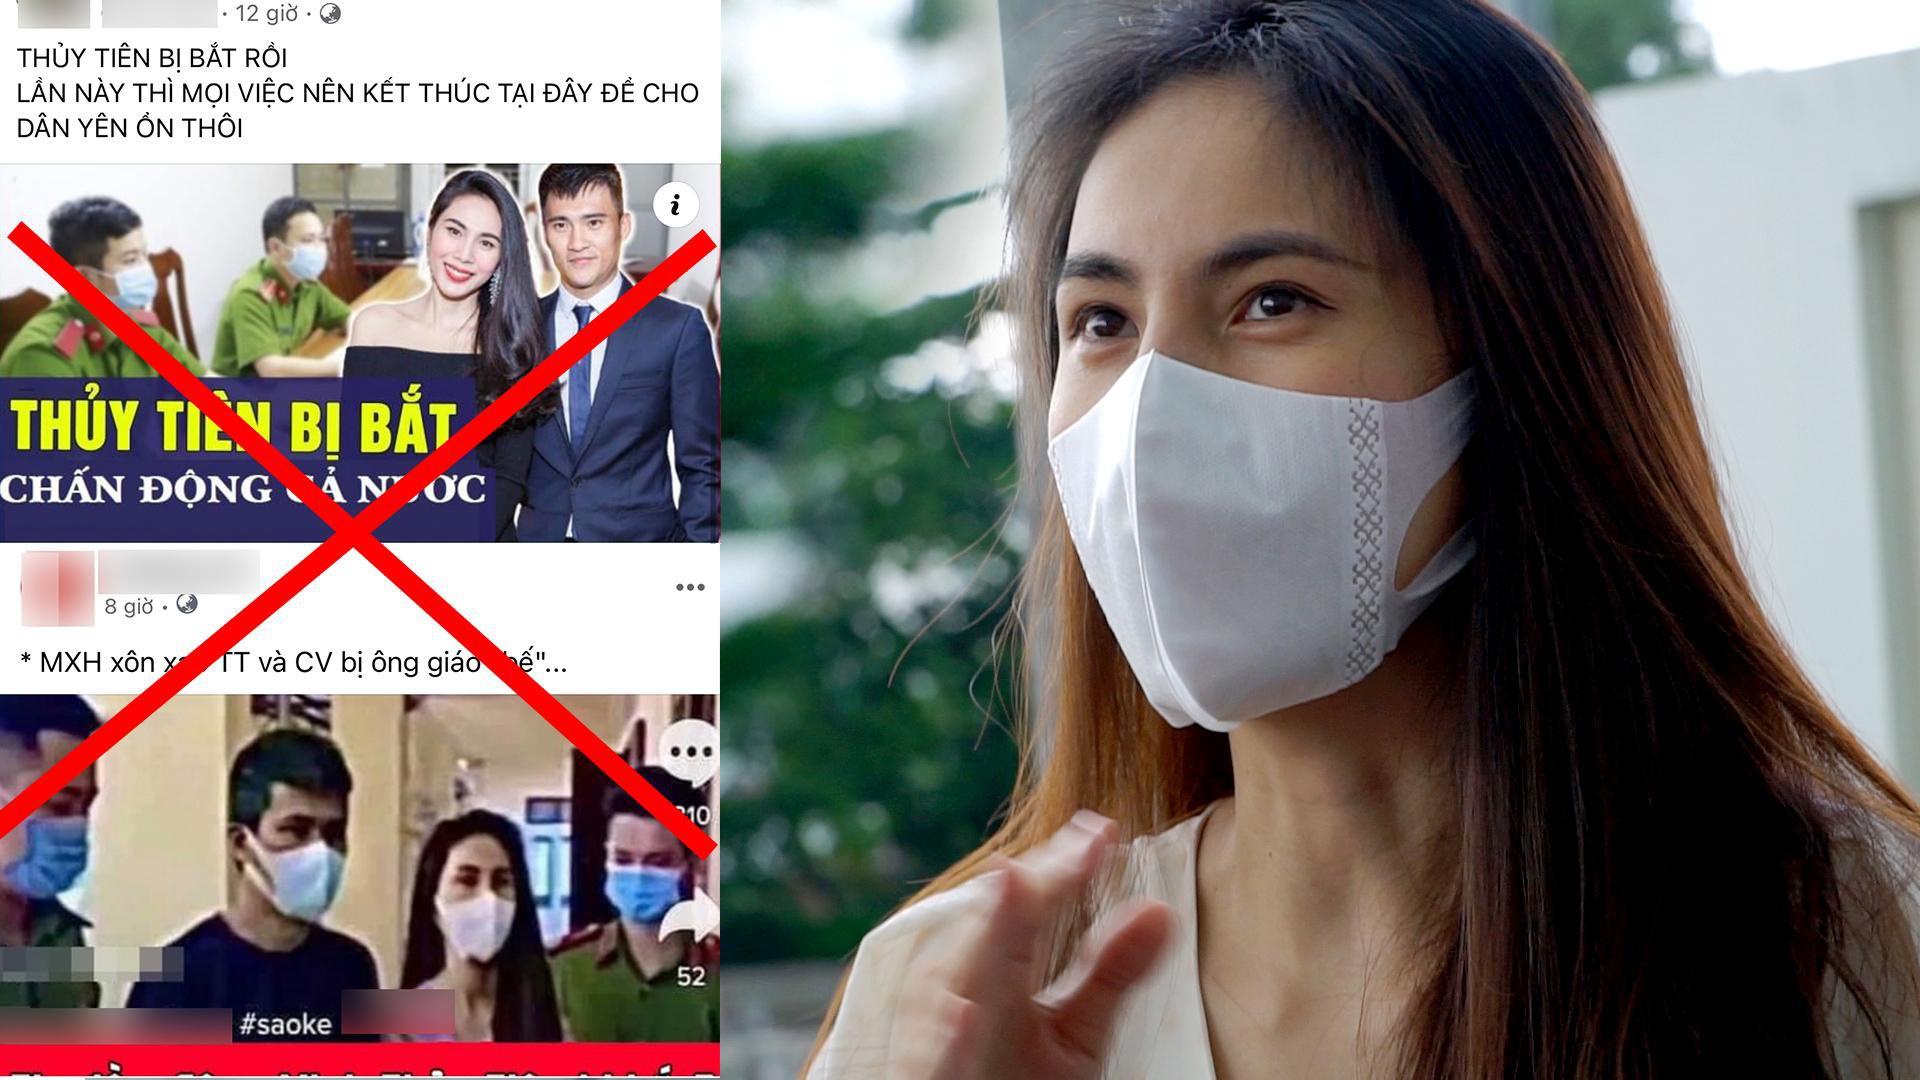 · 12 giờ ·
THỦY TIÊN BỊ BẮT RỒI
LẦN NÀY THÌ MỌI VIỆC NÊN KẾT THÚC TẠI ĐÂY ĐỂ CHO
DÂN YÊN ỔN THÔI
i
THỦY TIÊN BỊ BẮT
CHẤN ĐỘNG CẢ NƯỚC
8 giờ ·
* MXH xôn xao TT và CV bị ông giáo
52
#saoke